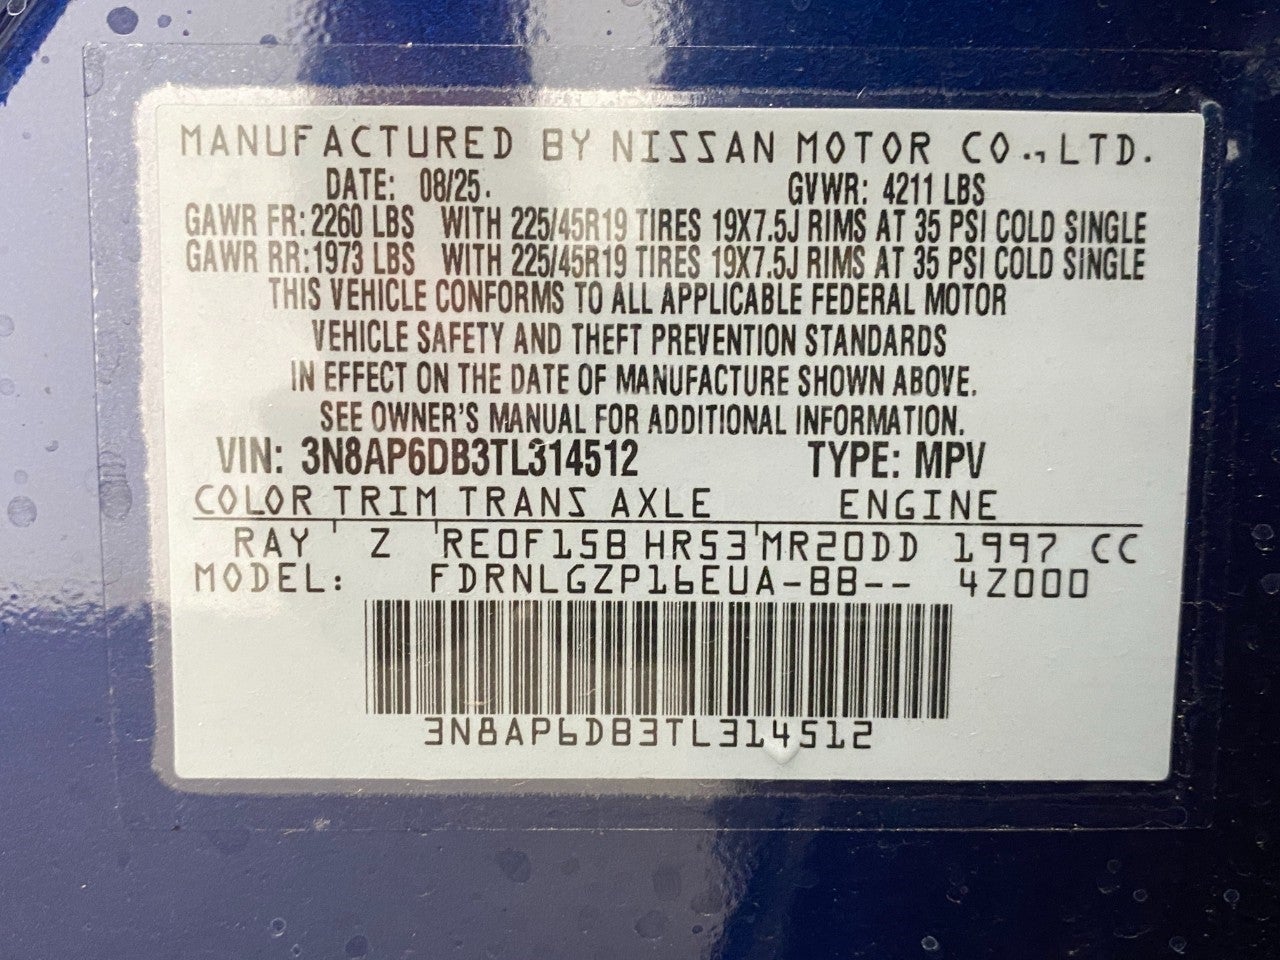 MANUFACTURED BY NISSAN MOTOR CO., LTD.
DATE: 08/25. GVWR: 4211 LBS
GAWR FR: 2260 LBS WITH 225/45R19 TIRES 19X7.5J RIMS AT 35 PSI COLD SINGLE
GAWR RR: 1973 LBS WITH 225/45R19 TIRES 19X7.5J RIMS AT 35 PSI COLD SINGLE
THIS VEHICLE CONFORMS TO ALL APPLICABLE FEDERAL MOTOR
VEHICLE SAFETY AND THEFT PREVENTION STANDARDS
IN EFFECT ON THE DATE OF MANUFACTURE SHOWN ABOVE.
SEE OWNER'S MANUAL FOR ADDITIONAL INFORMATION.
VIN: 3N8AP6DB3TL314512 TYPE: MPV
COLOR TRIM TRANS AXLE ENGINE
RAY Z RE0F15B HR53 MR20DD 1997 CC
MODEL: FDRNLGZP16EUA-BB-- 4Z000
3N8AP6DB3TL314512